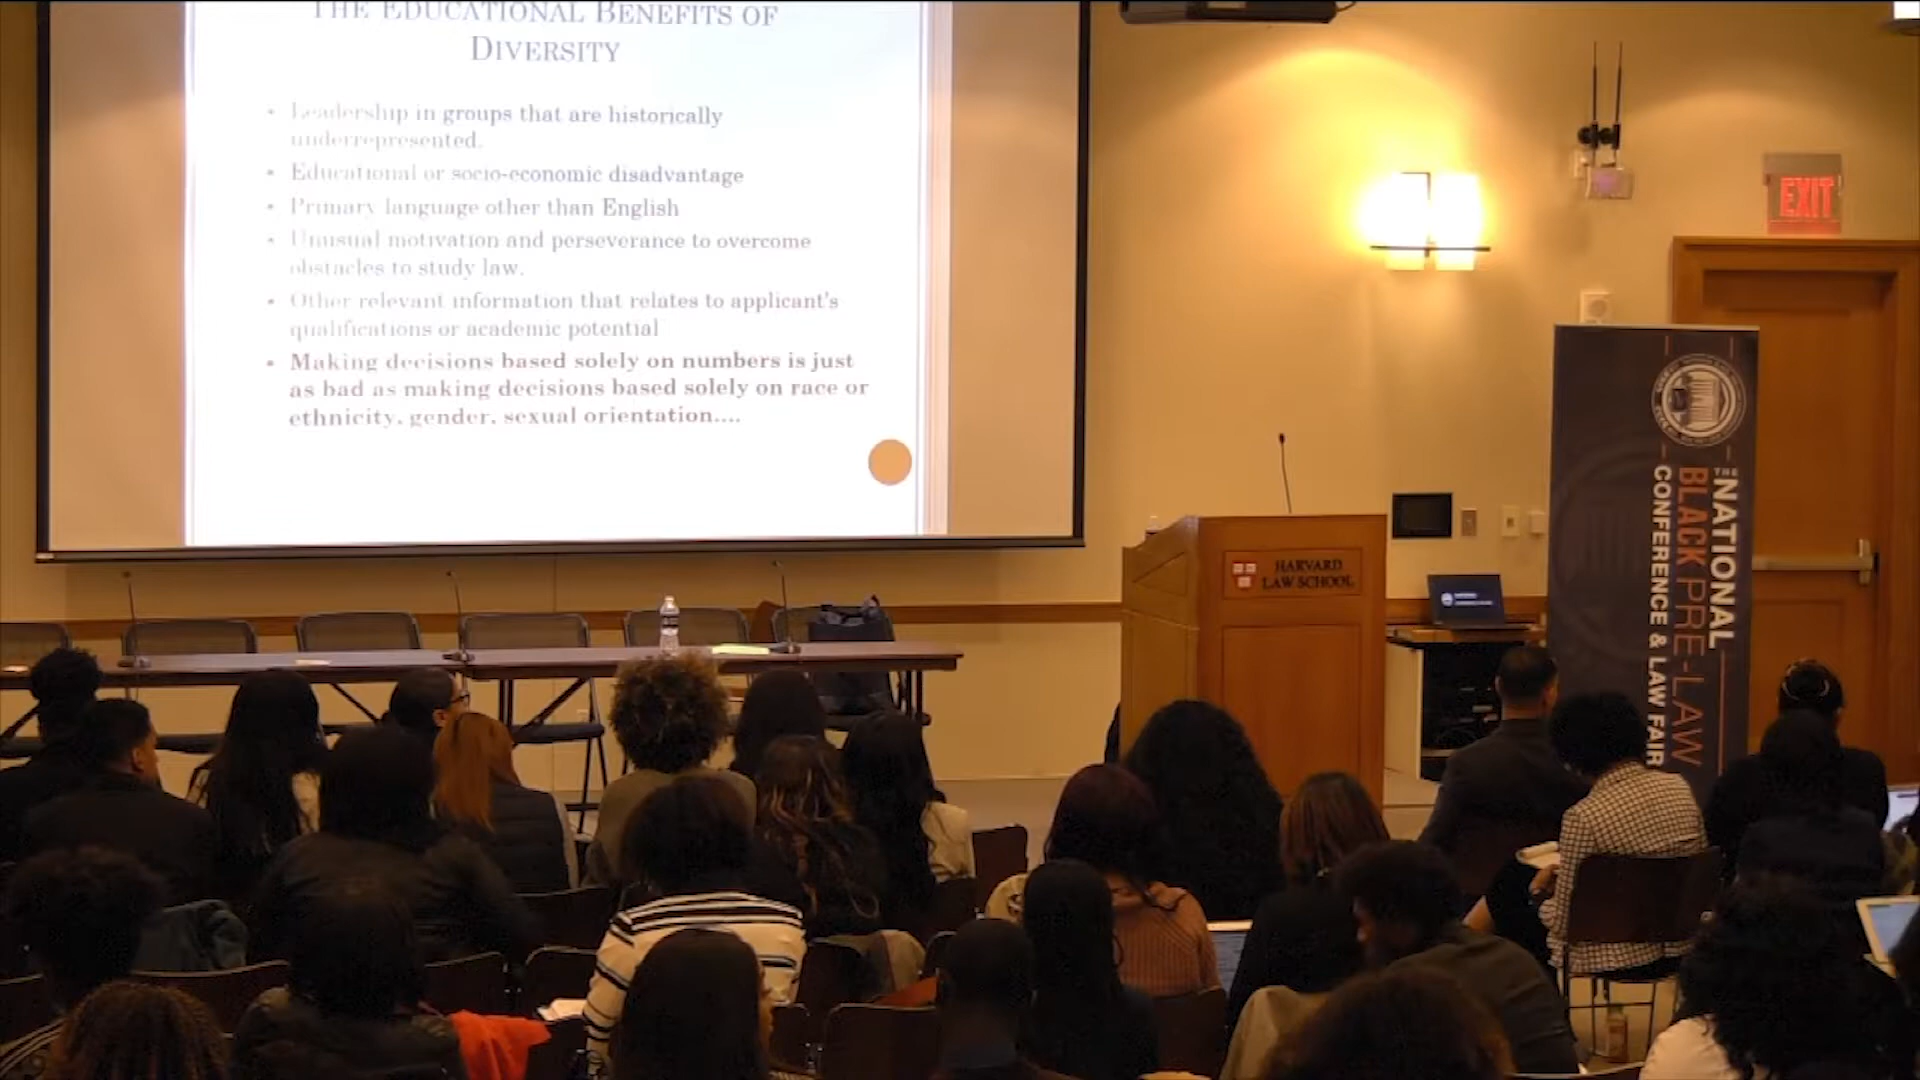 THE EDUCATIONAL BENEFITS OF
DIVERSITY
• Leadership in groups that are historically
underrepresented.
• Educational or socio-economic disadvantage
• Primary language other than English
• Unusual motivation and perseverance to overcome
obstacles to study law.
• Other relevant information that relates to applicant's
qualifications or academic potential
• Making decisions based solely on numbers is just
as bad as making decisions based solely on race or
ethnicity, gender, sexual orientation....
EXIT
HARVARD
LAW SCHOOL
THE
NATIONAL
BLACK PRE-LAW
CONFERENCE & LAW FAIR